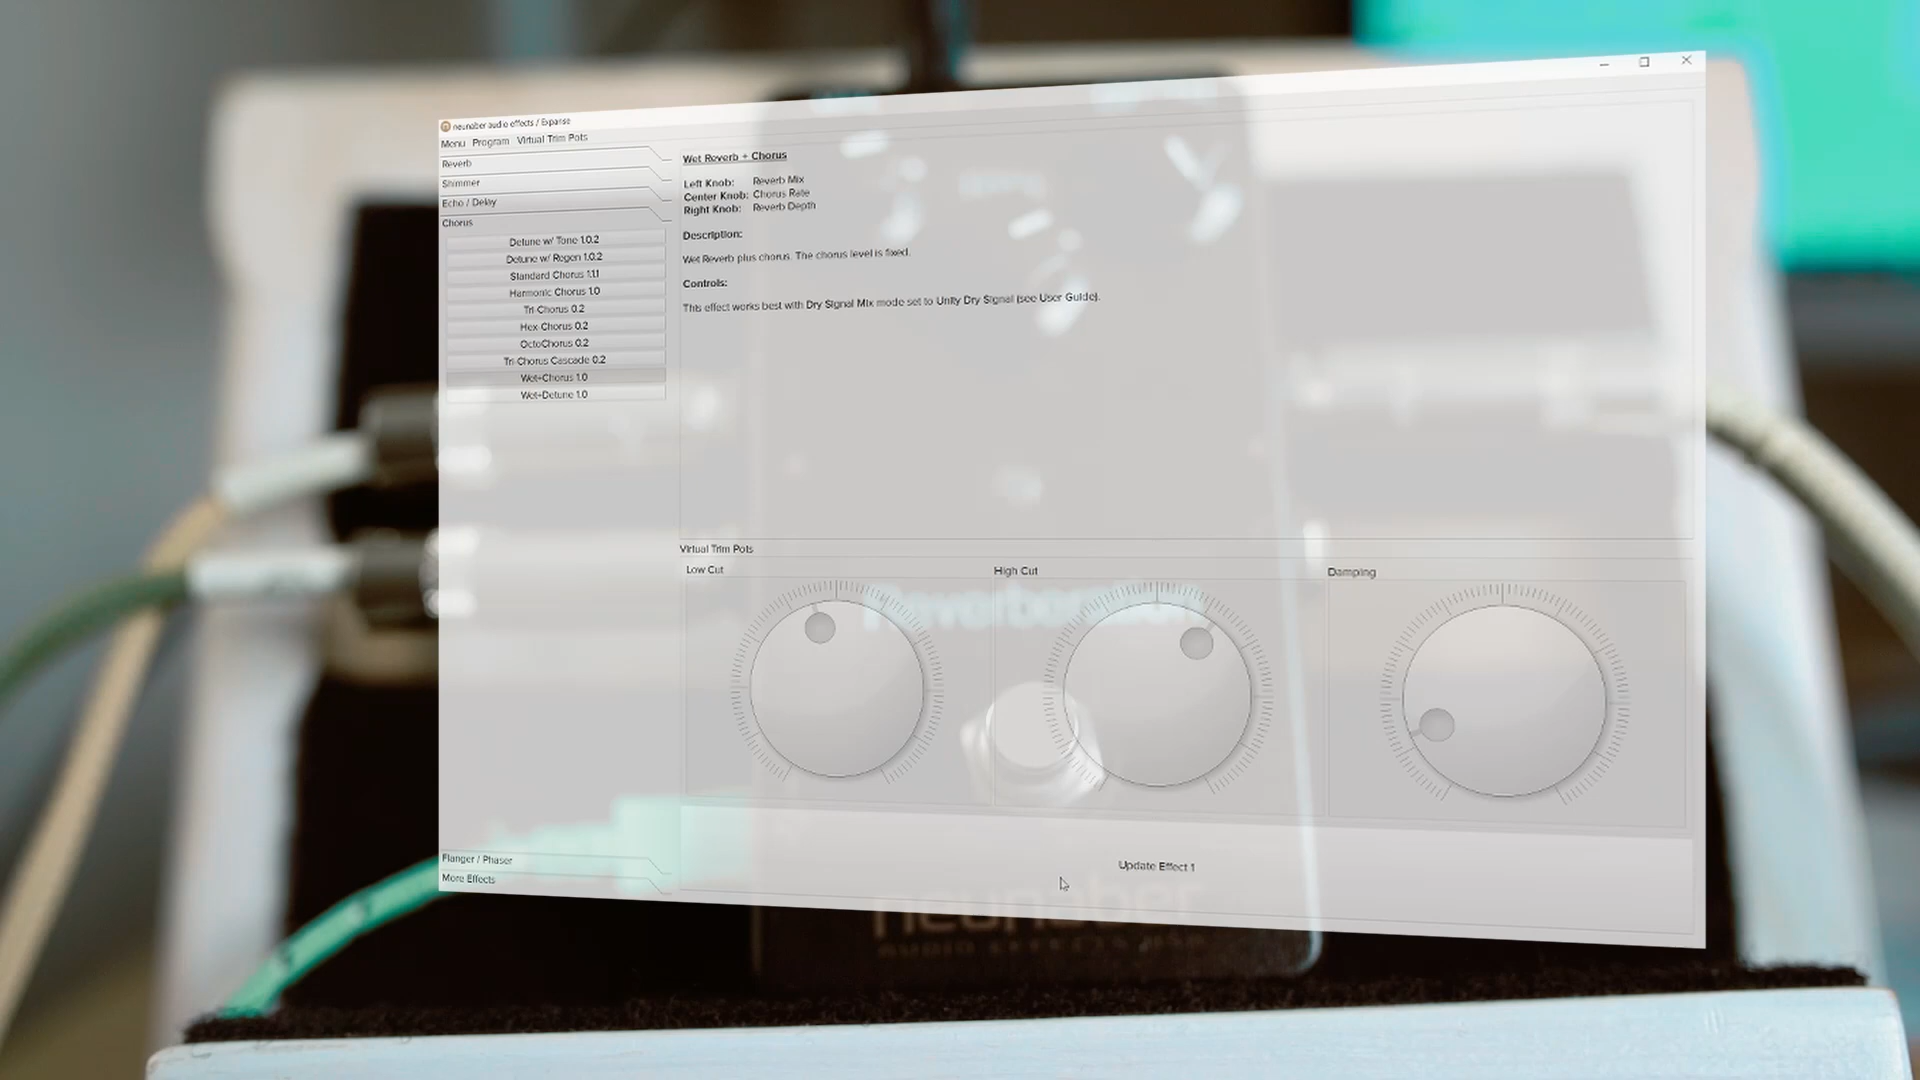 neunaber audio effects / Expanse
Menu Program Virtual Trim Pots
Reverb
Shimmer
Echo / Delay
Chorus
Detune w/ Tone 1.0.2
Detune w/ Regen 1.0.2
Standard Chorus 1.1.1
Harmonic Chorus 1.0
Tri-Chorus 0.2
Hex-Chorus 0.2
OctoChorus 0.2
Tri-Chorus Cascade 0.2
Wet+Chorus 1.0
Wet+Detune 1.0
Flanger / Phaser
More Effects
Wet Reverb + Chorus
Left Knob: Reverb Mix
Center Knob: Chorus Rate
Right Knob: Reverb Depth
Description:
Wet Reverb plus chorus. The chorus level is fixed.
Controls:
This effect works best with Dry Signal Mix mode set to Unity Dry Signal (see User Guide).
Virtual Trim Pots
Low Cut
High Cut
Damping
Update Effect 1
neunaber